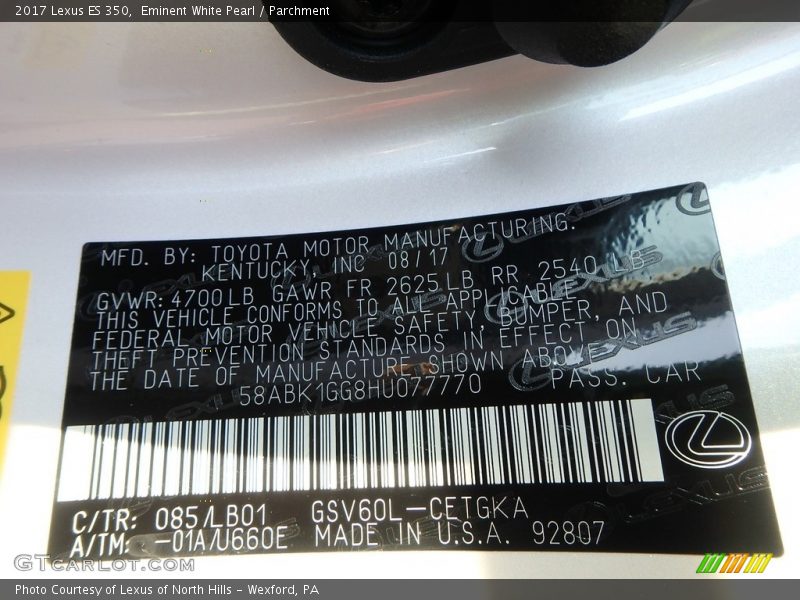 2017 Lexus ES 350, Eminent White Pearl / Parchment
MFD. BY: TOYOTA MOTOR MANUFACTURING.
KENTUCKY, INC 08/17
GVWR: 4700LB GAWR FR 2625LB RR 2540LB
THIS VEHICLE CONFORMS TO ALL APPLICABLE
FEDERAL MOTOR VEHICLE SAFETY, BUMPER, AND
THEFT PREVENTION STANDARDS IN EFFECT ON
THE DATE OF MANUFACTURE SHOWN ABOVE.
58ABK1GG8HU077770 PASS. CAR
C/TR: 085/LB01 GSV60L-CETGKA
A/TM: -01A/U660E MADE IN U.S.A. 92807
GTCARLOT.COM
Photo Courtesy of Lexus of North Hills - Wexford, PA